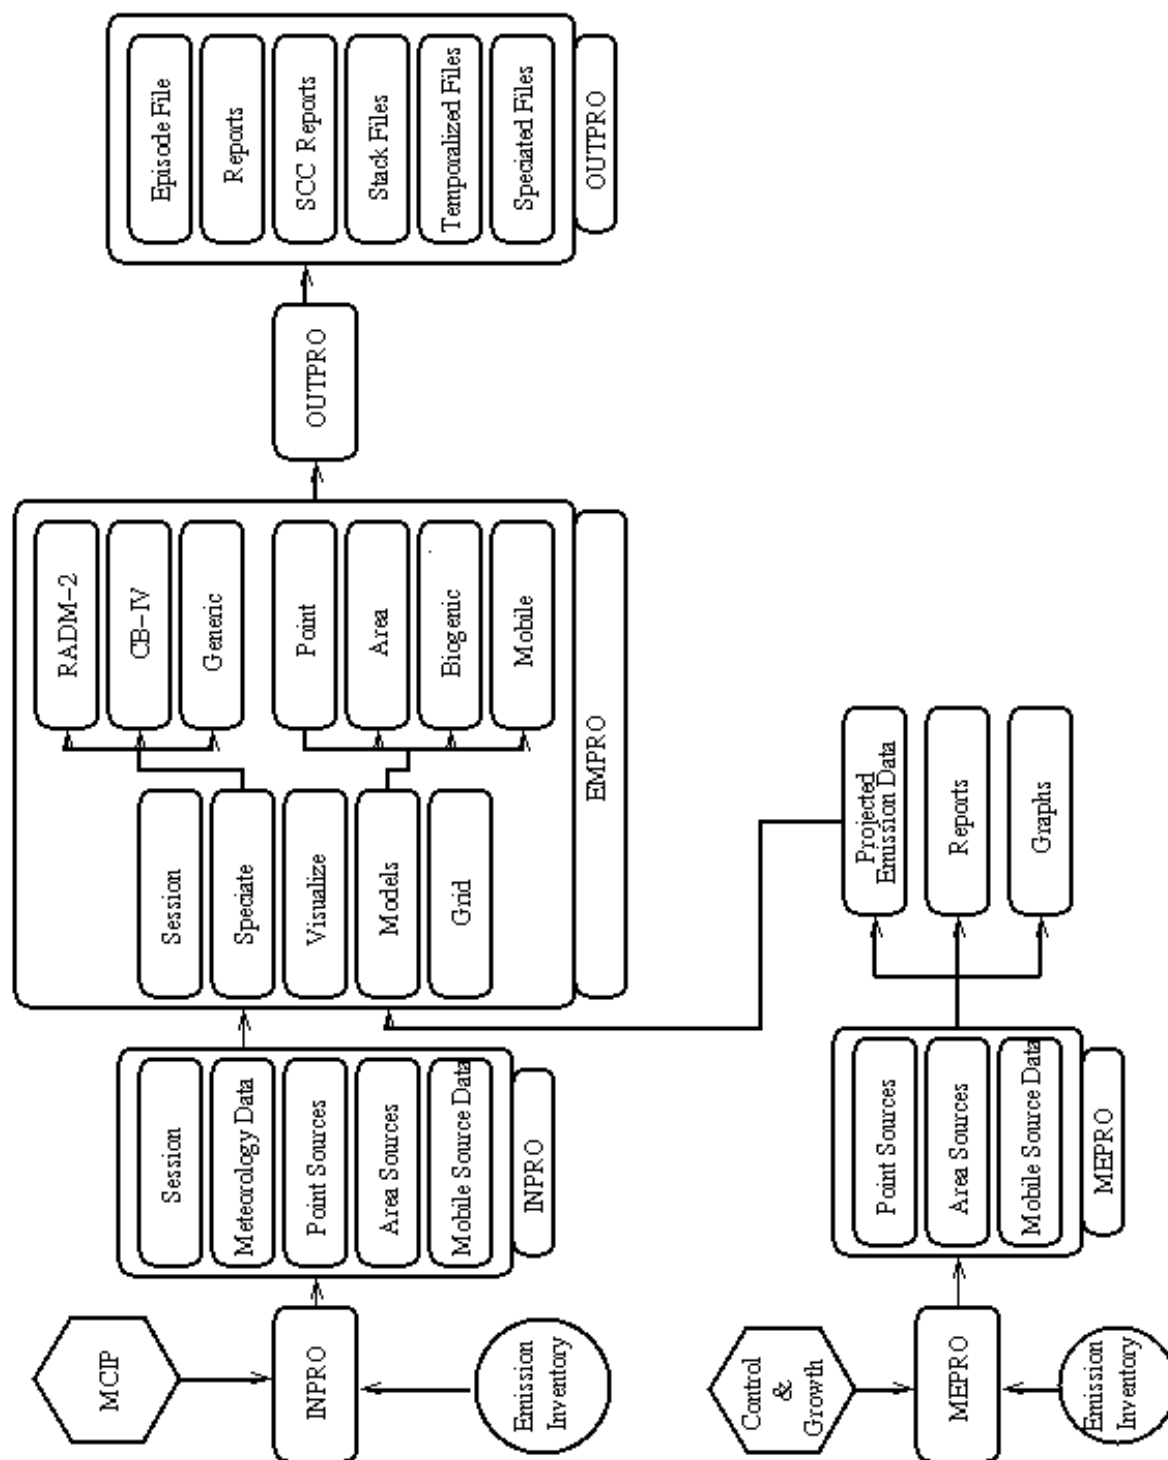 MCIP
INPRO
Emission
Inventory
Session
Meteorology Data
Point Sources
Area Sources
Mobile Source Data
INPRO
Session
Speciate
Visualize
Models
Grid
RADM-2
CB-IV
Generic
Point
Area
Biogenic
Mobile
EMPRO
OUTPRO
Episode File
Reports
SCC Reports
Stack Files
Temporalized Files
Speciated Files
OUTPRO
Control
&
Growth
MEPRO
Emission
Inventory
Point Sources
Area Sources
Mobile Source Data
MEPRO
Projected
Emission Data
Reports
Graphs